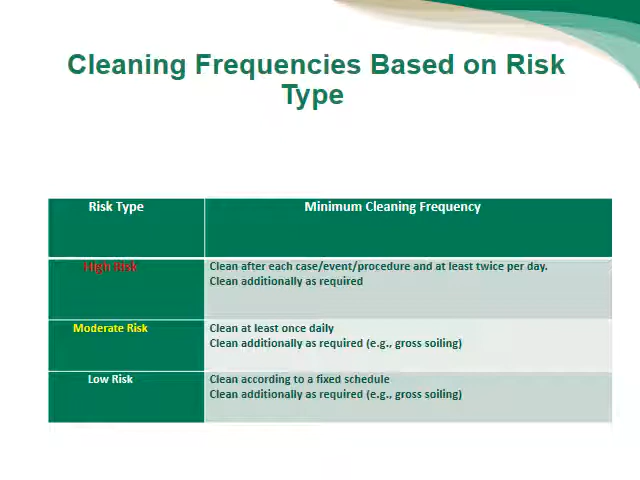 Cleaning Frequencies Based on Risk
Type
Risk Type
Minimum Cleaning Frequency
High Risk
Clean after each case/event/procedure and at least twice per day.
Clean additionally as required
Moderate Risk
Clean at least once daily
Clean additionally as required (e.g., gross soiling)
Low Risk
Clean according to a fixed schedule
Clean additionally as required (e.g., gross soiling)